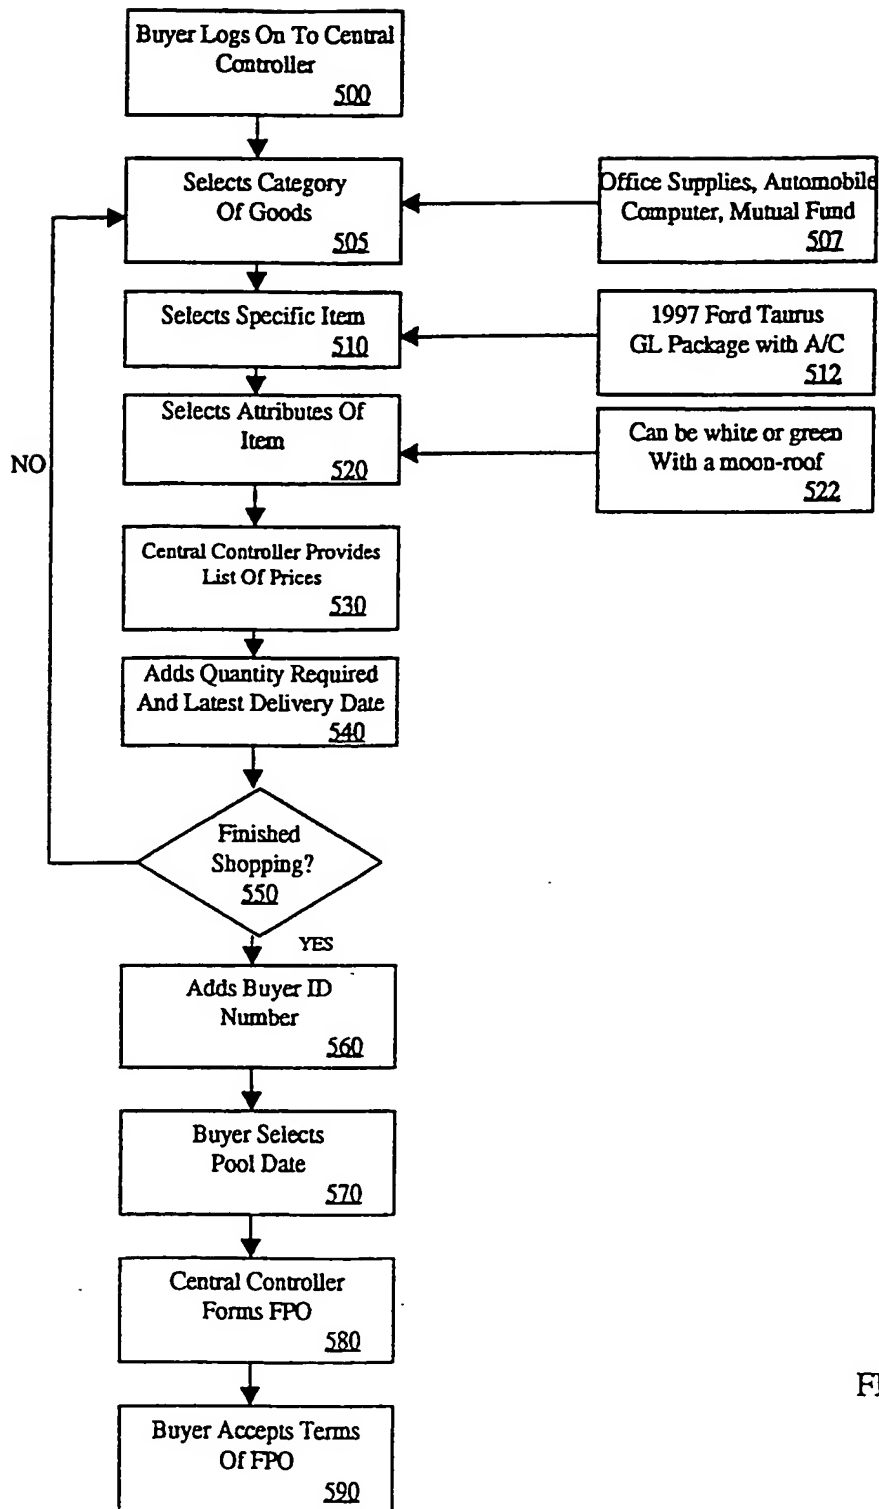 Buyer Logs On To Central
Controller
500
Selects Category
Of Goods
505
Office Supplies, Automobile
Computer, Mutual Fund
507
Selects Specific Item
510
1997 Ford Taurus
GL Package with A/C
512
Selects Attributes Of
Item
520
Can be white or green
With a moon-roof
522
NO
Central Controller Provides
List Of Prices
530
Adds Quantity Required
And Latest Delivery Date
540
Finished
Shopping?
550
YES
Adds Buyer ID
Number
560
Buyer Selects
Pool Date
570
Central Controller
Forms FPO
580
Buyer Accepts Terms
Of FPO
590